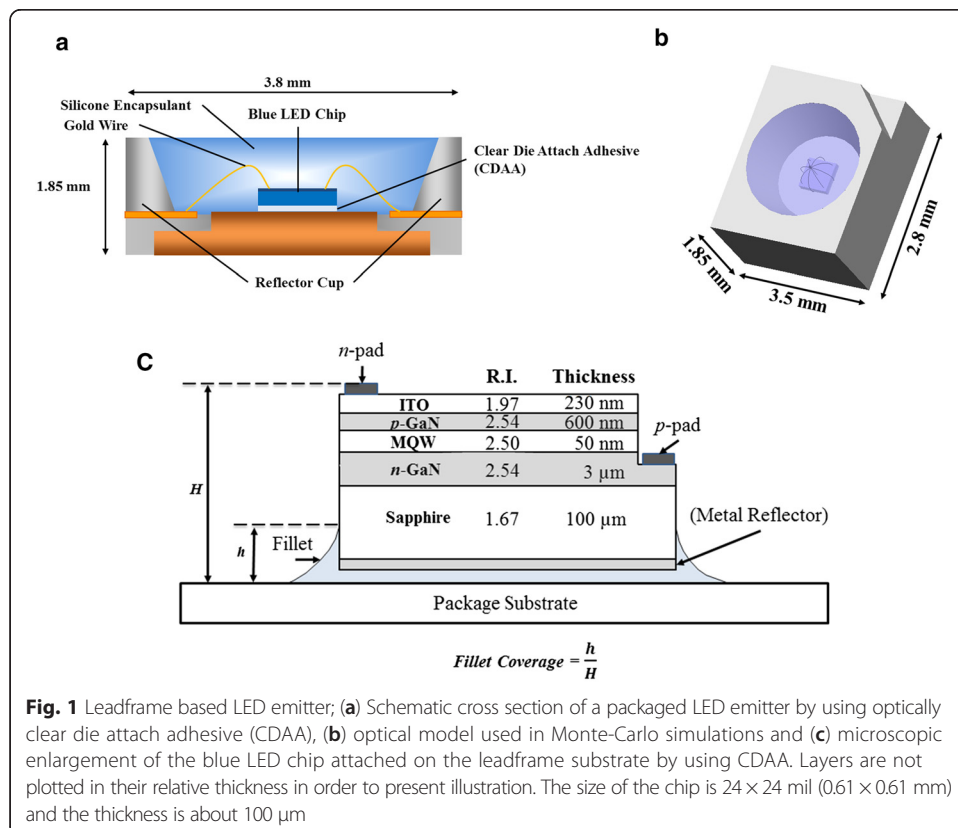 a
3.8 mm
Silicone Encapsulant
Gold Wire
Blue LED Chip
Clear Die Attach Adhesive
(CDAA)
1.85 mm
Reflector Cup
b
1.85 mm
3.5 mm
2.8 mm
C
n-pad
R.I. Thickness
ITO 1.97 230 nm
p-GaN 2.54 600 nm
p-pad
MQW 2.50 50 nm
n-GaN 2.54 3 µm
H
Sapphire 1.67 100 µm
(Metal Reflector)
h
Fillet
Package Substrate
Fillet Coverage = h/H
Fig. 1 Leadframe based LED emitter; (a) Schematic cross section of a packaged LED emitter by using optically
clear die attach adhesive (CDAA), (b) optical model used in Monte-Carlo simulations and (c) microscopic
enlargement of the blue LED chip attached on the leadframe substrate by using CDAA. Layers are not
plotted in their relative thickness in order to present illustration. The size of the chip is 24 × 24 mil (0.61 × 0.61 mm)
and the thickness is about 100 µm